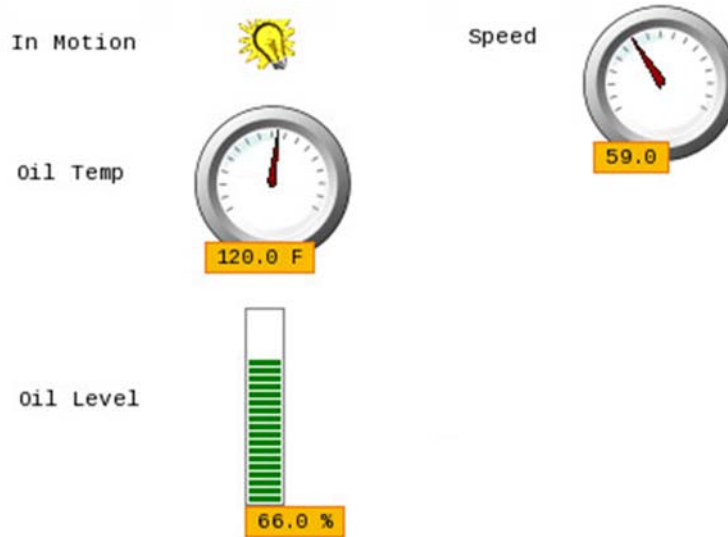 In Motion
Speed
59.0
Oil Temp
120.0 F
Oil Level
66.0 %